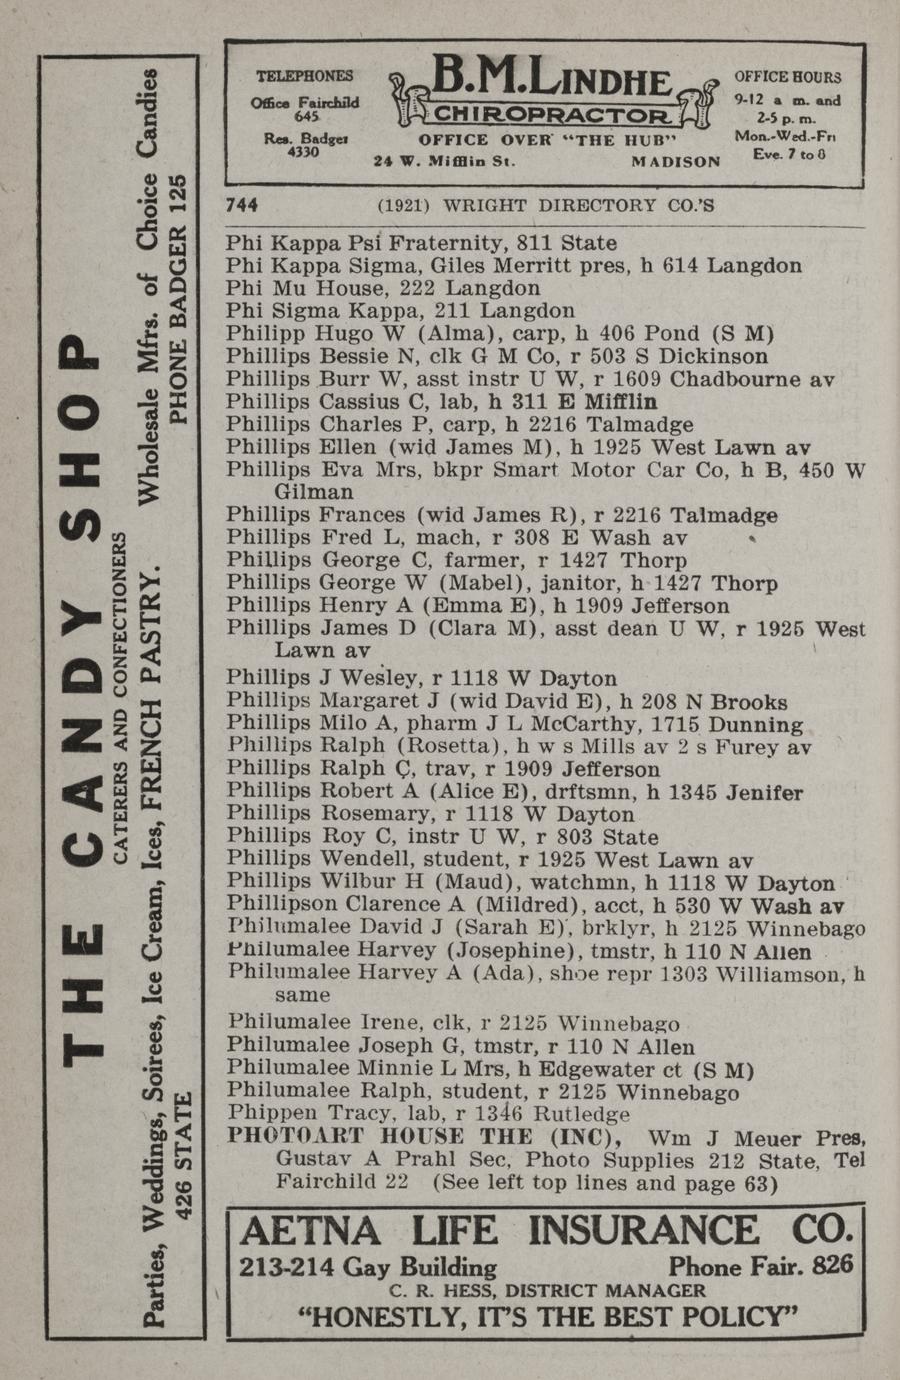 TELEPHONES
Office Fairchild
645
Res. Badger
4330
B.M.LINDHE
CHIROPRACTOR
OFFICE OVER "THE HUB"
24 W. Mifflin St. MADISON
OFFICE HOURS
9-12 a m. and
2-5 p. m.
Mon.-Wed.-Fri
Eve. 7 to 8
THE CANDY SHOP
CATERERS AND CONFECTIONERS
Parties, Weddings, Soirees, Ice Cream, Ices, FRENCH PASTRY. Wholesale Mfrs. of Choice Candies
426 STATE PHONE BADGER 125
744 (1921) WRIGHT DIRECTORY CO.'S
Phi Kappa Psi Fraternity, 811 State
Phi Kappa Sigma, Giles Merritt pres, h 614 Langdon
Phi Mu House, 222 Langdon
Phi Sigma Kappa, 211 Langdon
Philipp Hugo W (Alma), carp, h 406 Pond (S M)
Phillips Bessie N, clk G M Co, r 503 S Dickinson
Phillips Burr W, asst instr U W, r 1609 Chadbourne av
Phillips Cassius C, lab, h 311 E Mifflin
Phillips Charles P, carp, h 2216 Talmadge
Phillips Ellen (wid James M), h 1925 West Lawn av
Phillips Eva Mrs, bkpr Smart Motor Car Co, h B, 450 W
Gilman
Phillips Frances (wid James R), r 2216 Talmadge
Phillips Fred L, mach, r 308 E Wash av
Phillips George C, farmer, r 1427 Thorp
Phillips George W (Mabel), janitor, h 1427 Thorp
Phillips Henry A (Emma E), h 1909 Jefferson
Phillips James D (Clara M), asst dean U W, r 1925 West
Lawn av
Phillips J Wesley, r 1118 W Dayton
Phillips Margaret J (wid David E), h 208 N Brooks
Phillips Milo A, pharm J L McCarthy, 1715 Dunning
Phillips Ralph (Rosetta), h w s Mills av 2 s Furey av
Phillips Ralph C, trav, r 1909 Jefferson
Phillips Robert A (Alice E), drftsmn, h 1345 Jenifer
Phillips Rosemary, r 1118 W Dayton
Phillips Roy C, instr U W, r 803 State
Phillips Wendell, student, r 1925 West Lawn av
Phillips Wilbur H (Maud), watchmn, h 1118 W Dayton
Phillipson Clarence A (Mildred), acct, h 530 W Wash av
Philumalee David J (Sarah E), brklyr, h 2125 Winnebago
Philumalee Harvey (Josephine), tmstr, h 110 N Allen
Philumalee Harvey A (Ada), shoe repr 1303 Williamson, h
same
Philumalee Irene, clk, r 2125 Winnebago
Philumalee Joseph G, tmstr, r 110 N Allen
Philumalee Minnie L Mrs, h Edgewater ct (S M)
Philumalee Ralph, student, r 2125 Winnebago
Phippen Tracy, lab, r 1346 Rutledge
PHOTOART HOUSE THE (INC), Wm J Meuer Pres,
Gustav A Prahl Sec, Photo Supplies 212 State, Tel
Fairchild 22 (See left top lines and page 63)
AETNA LIFE INSURANCE CO.
213-214 Gay Building Phone Fair. 826
C. R. HESS, DISTRICT MANAGER
"HONESTLY, IT'S THE BEST POLICY"